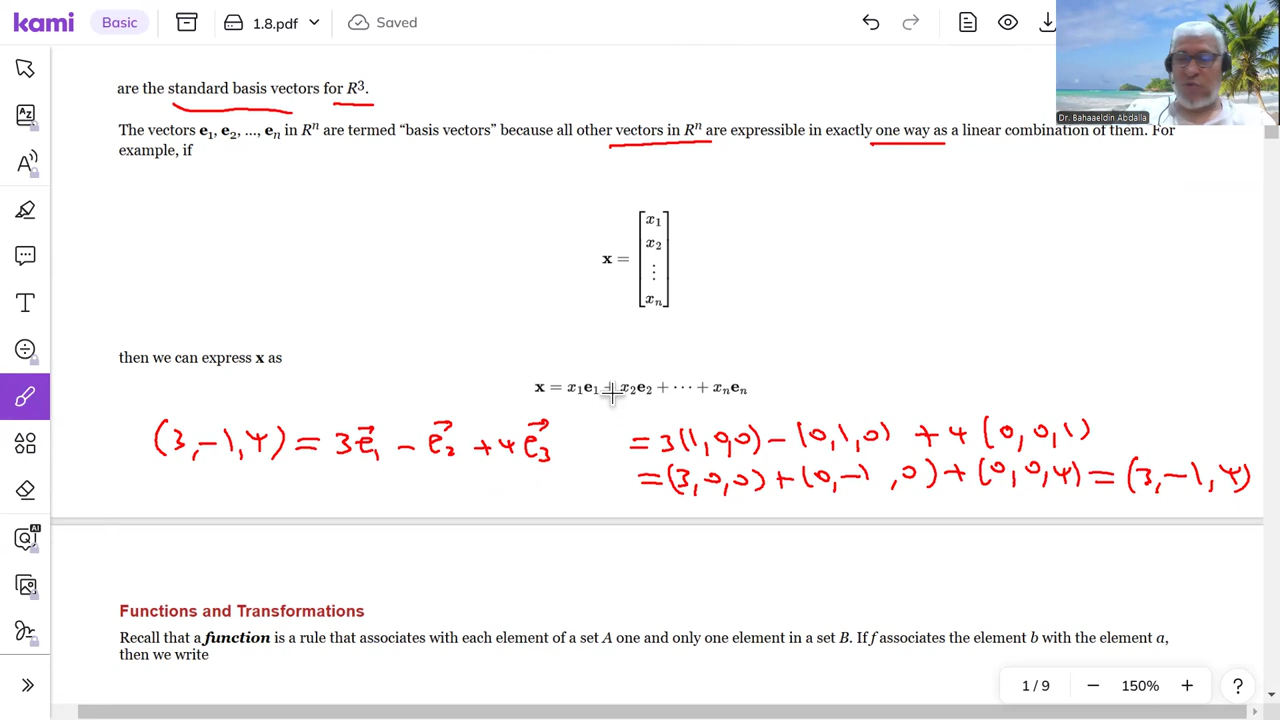 kami Basic 1.8.pdf Saved
Dr. Bahaaeldin Abdalla
are the standard basis vectors for R³.
The vectors e₁, e₂, ..., eₙ in Rⁿ are termed “basis vectors” because all other vectors in Rⁿ are expressible in exactly one way as a linear combination of them. For
example, if
x₁
x₂
x = ⋮
xₙ
then we can express x as
x = x₁e₁ + x₂e₂ + ⋯ + xₙeₙ
(3,-1,4) = 3e⃗₁ - e⃗₂ + 4e⃗₃ = 3(1,0,0) - (0,1,0) + 4(0,0,1)
= (3,0,0) + (0,-1,0) + (0,0,4) = (3,-1,4)
Functions and Transformations
Recall that a function is a rule that associates with each element of a set A one and only one element in a set B. If f associates the element b with the element a,
then we write
1 / 9 − 150% + ?